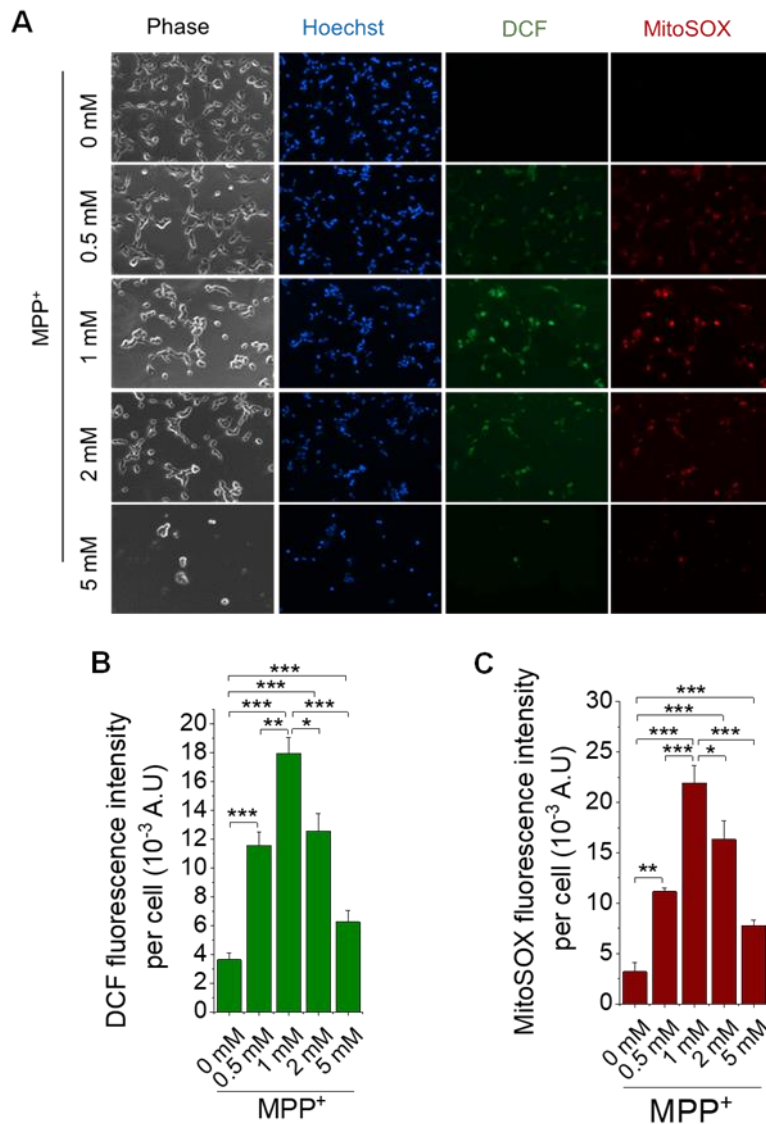 A
Phase Hoechst DCF MitoSOX
MPP⁺
0 mM
0.5 mM
1 mM
2 mM
5 mM
B
DCF fluorescence intensity
per cell (10⁻³ A.U)
20
18
16
14
12
10
8
6
4
2
0
***
***
*** ***
** *
***
0 mM 0.5 mM 1 mM 2 mM 5 mM
MPP⁺
C
MitoSOX fluorescence intensity
per cell (10⁻³ A.U)
30
25
20
15
10
5
0
***
***
*** ***
*** *
**
0 mM 0.5 mM 1 mM 2 mM 5 mM
MPP⁺